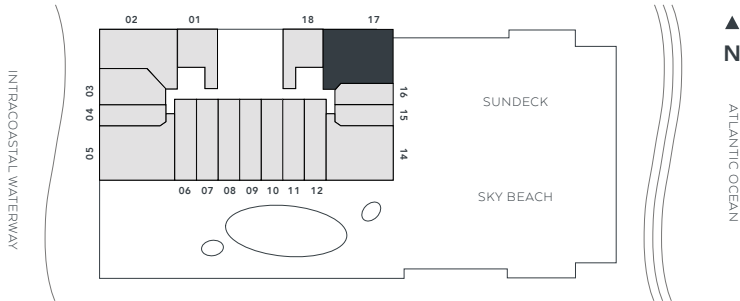 02 01 18 17
N
03
04
05
16
15
14
06 07 08 09 10 11 12
SUNDECK
SKY BEACH
INTRACOASTAL WATERWAY
ATLANTIC OCEAN